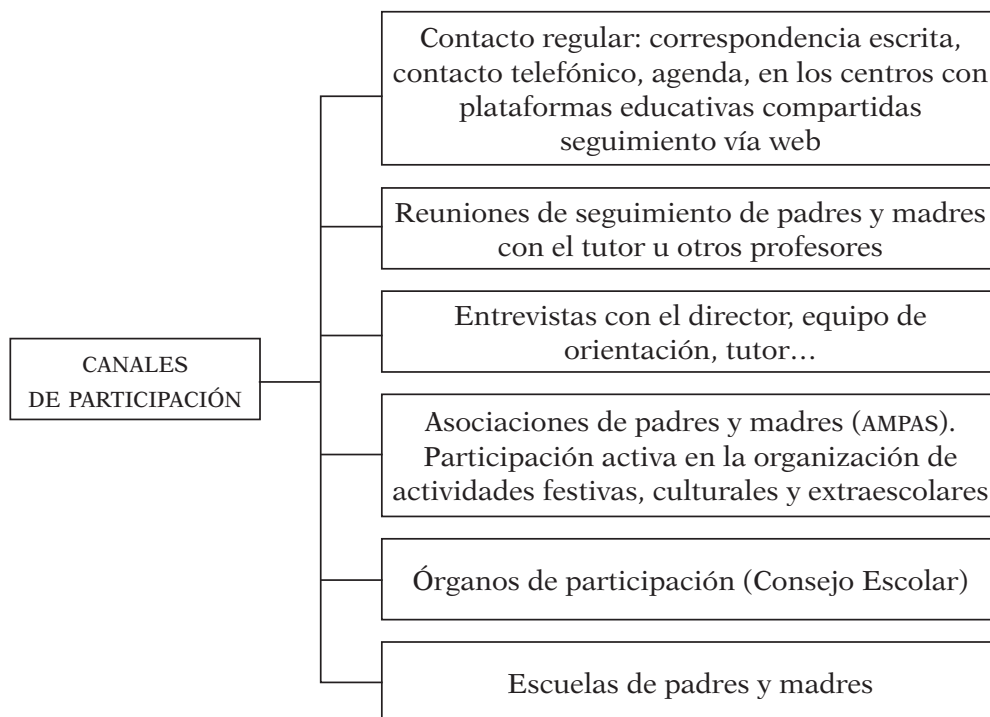 Contacto regular: correspondencia escrita,
contacto telefónico, agenda, en los centros con
plataformas educativas compartidas
seguimiento vía web
Reuniones de seguimiento de padres y madres
con el tutor u otros profesores
Entrevistas con el director, equipo de
orientación, tutor…
CANALES
DE PARTICIPACIÓN
Asociaciones de padres y madres (AMPAS).
Participación activa en la organización de
actividades festivas, culturales y extraescolares
Órganos de participación (Consejo Escolar)
Escuelas de padres y madres